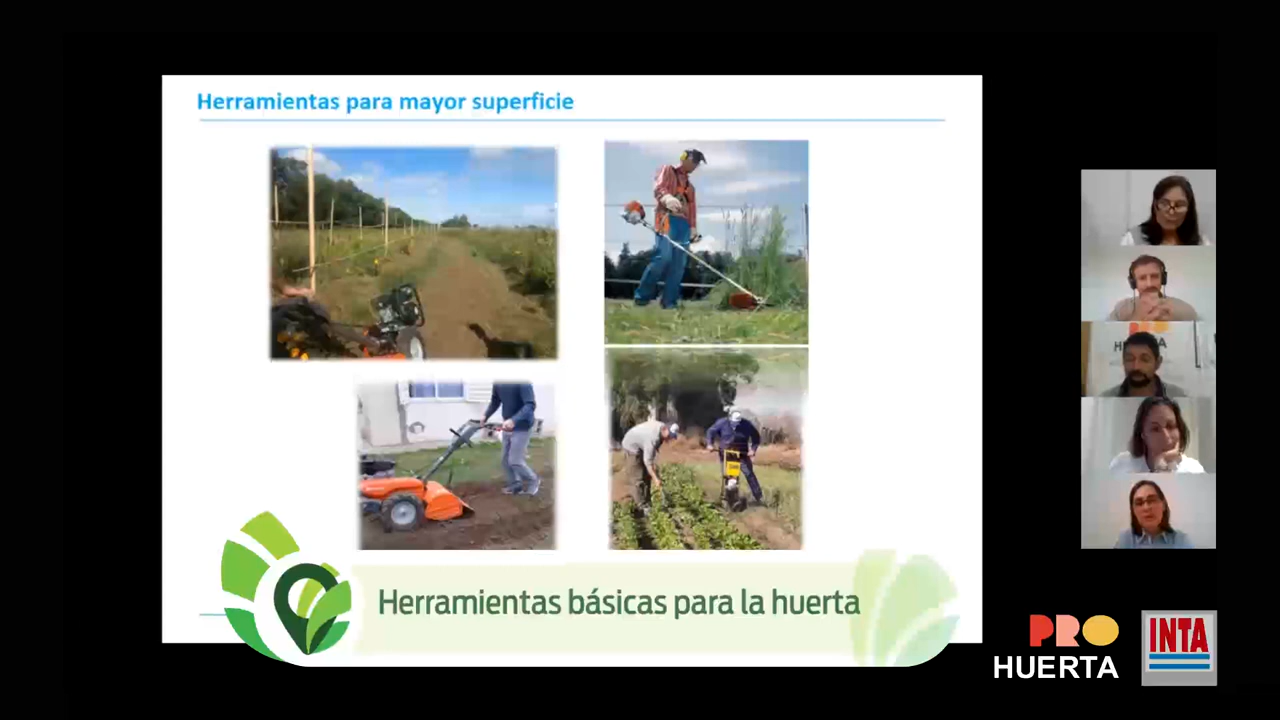 Herramientas para mayor superficie
Herramientas básicas para la huerta
PRO
HUERTA
INTA